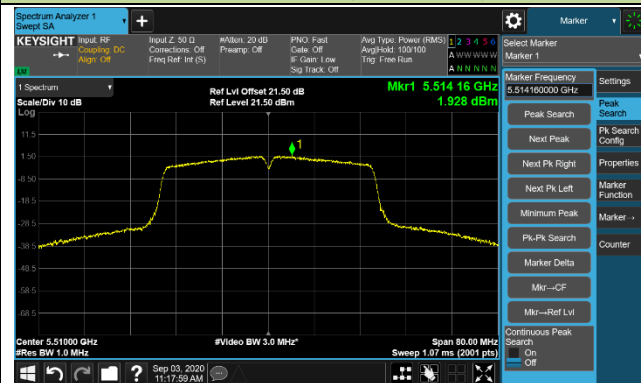 Spectrum Analyzer 1
Swept SA
Marker
KEYSIGHT Input: RF Input Z: 50 Ω #Atten: 20 dB PNO: Fast Avg Type: Power (RMS) 1 2 3 4 5 6
Coupling: DC Corrections: Off Preamp: Off Gate: Off Avg|Hold: 100/100 A W W W W W
Align: Off Freq Ref: Int (S) IF Gain: Low Trig: Free Run
Sig Track: Off A N N N N N
LXI
Select Marker
Marker 1
1 Spectrum
Ref Lvl Offset 21.50 dB
Mkr1 5.514 16 GHz
Scale/Div 10 dB
Ref Level 21.50 dBm
1.928 dBm
Log
11.5
1.50
-8.50
-18.5
-28.5
-38.5
-48.5
-58.5
-68.5
1
Center 5.51000 GHz
#Video BW 3.0 MHz*
Span 80.00 MHz
#Res BW 1.0 MHz
Sweep 1.07 ms (2001 pts)
Marker Frequency
5.514160000 GHz
Peak Search
Next Peak
Next Pk Right
Next Pk Left
Minimum Peak
Pk-Pk Search
Marker Delta
Mkr→CF
Mkr→Ref Lvl
Continuous Peak
Search
On
Off
Settings
Peak
Search
Pk Search
Config
Properties
Marker
Function
Marker→
Counter
Sep 03, 2020
11:17:59 AM